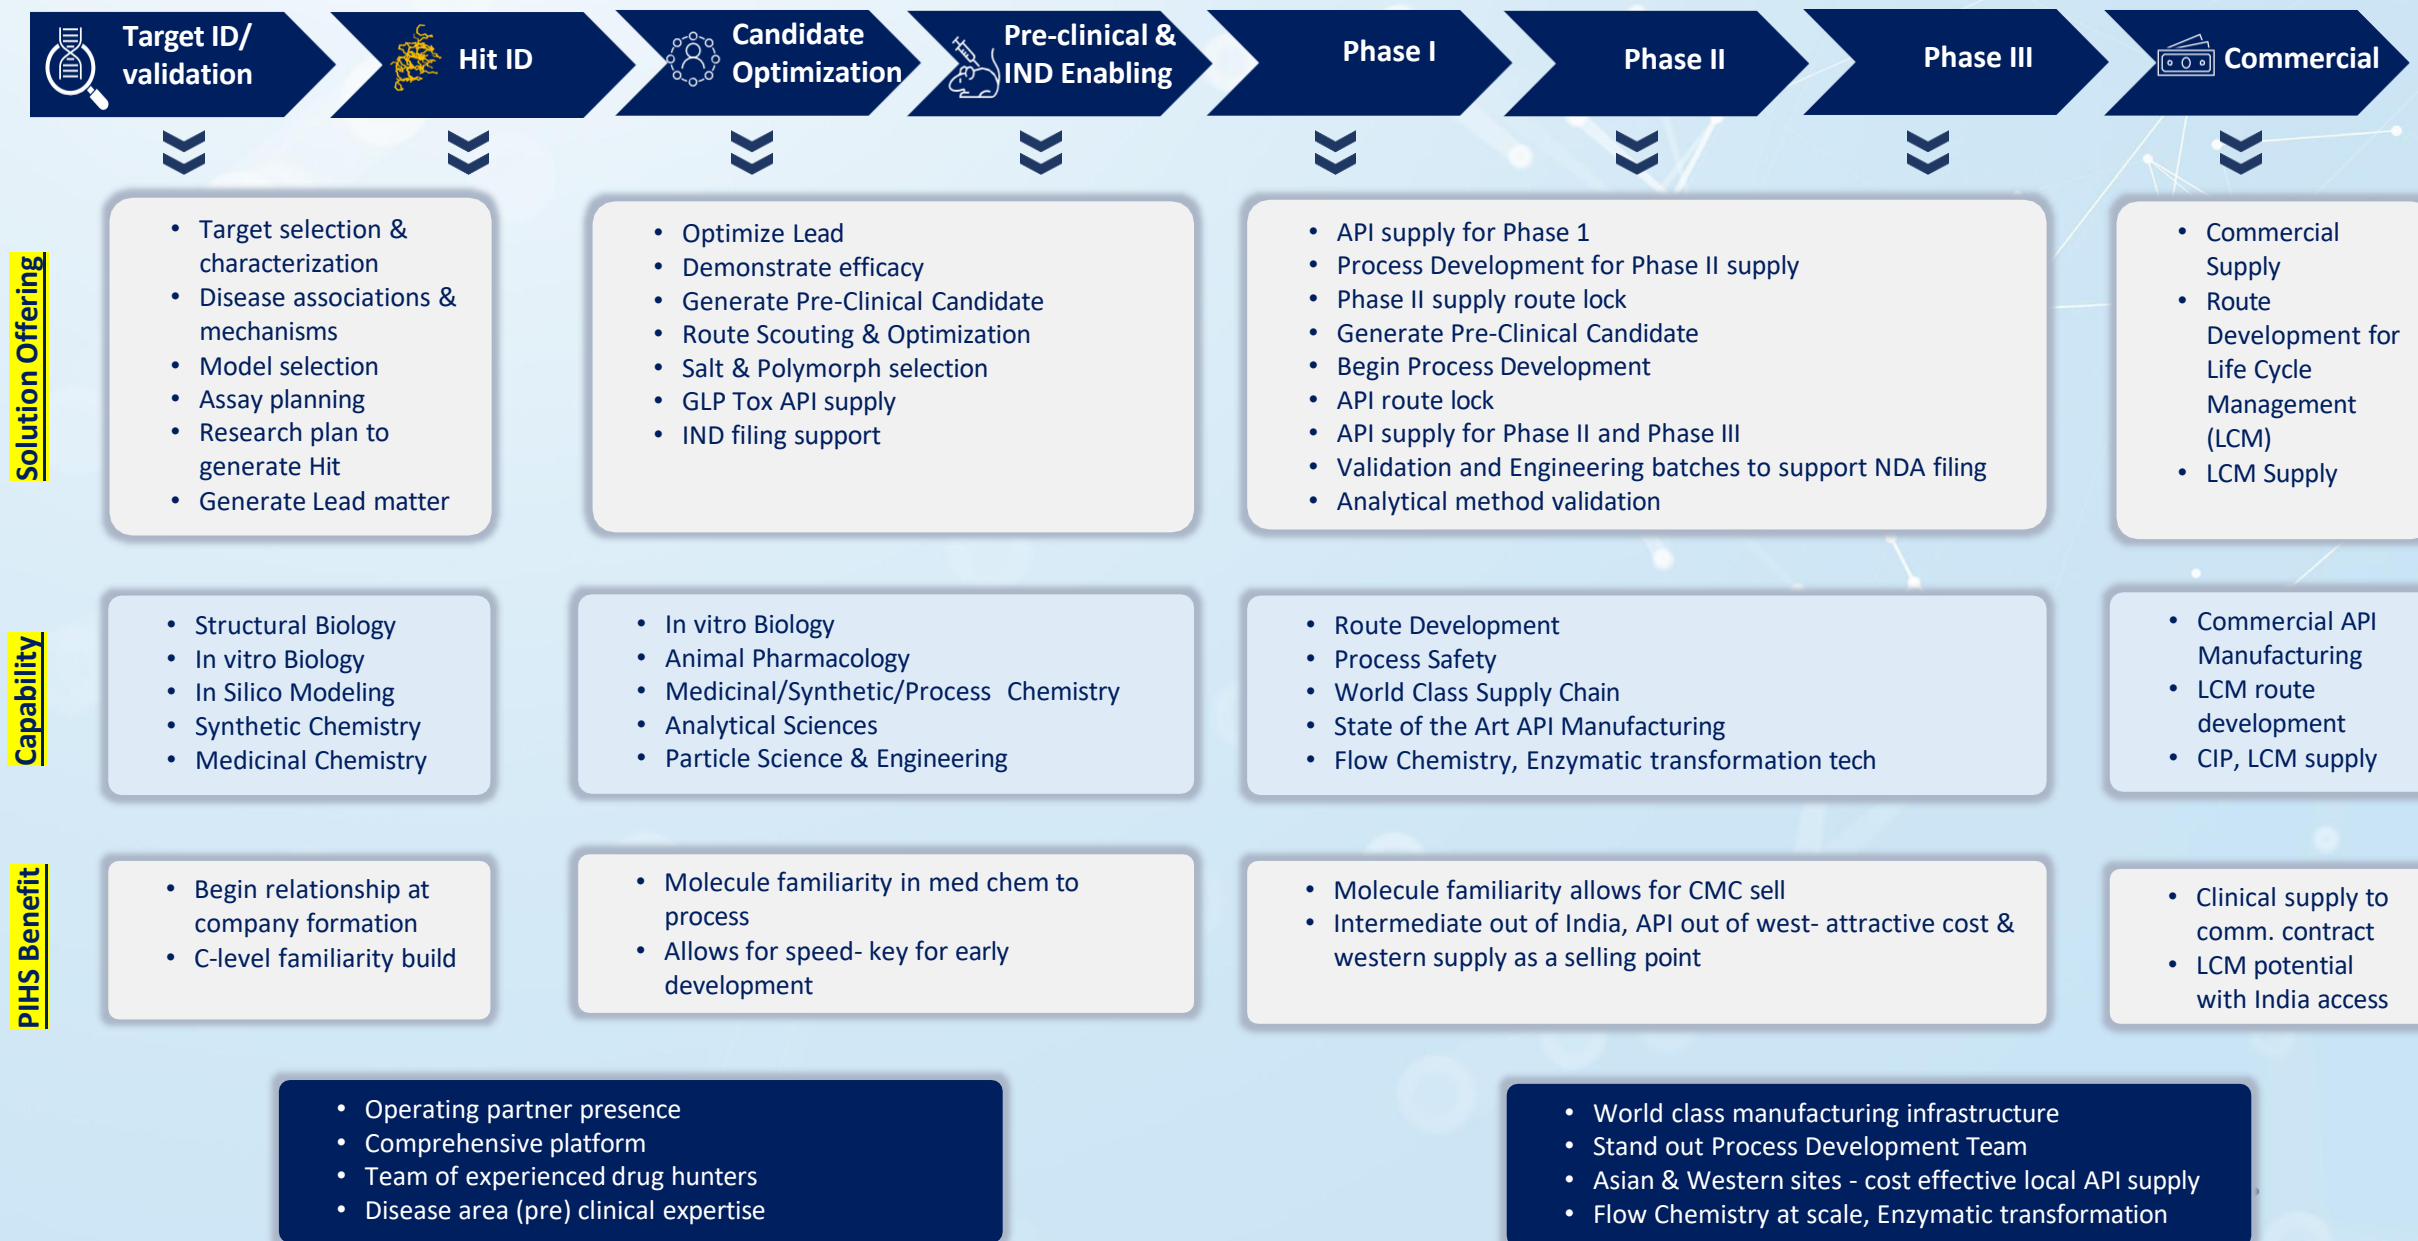 Target ID/
validation
Hit ID
Candidate
Optimization
Pre-clinical &
IND Enabling
Phase I
Phase II
Phase III
Commercial
Solution Offering
• Target selection &
characterization
• Disease associations &
mechanisms
• Model selection
• Assay planning
• Research plan to
generate Hit
• Generate Lead matter
• Optimize Lead
• Demonstrate efficacy
• Generate Pre-Clinical Candidate
• Route Scouting & Optimization
• Salt & Polymorph selection
• GLP Tox API supply
• IND filing support
• API supply for Phase 1
• Process Development for Phase II supply
• Phase II supply route lock
• Generate Pre-Clinical Candidate
• Begin Process Development
• API route lock
• API supply for Phase II and Phase III
• Validation and Engineering batches to support NDA filing
• Analytical method validation
• Commercial
Supply
• Route
Development for
Life Cycle
Management
(LCM)
• LCM Supply
Capability
• Structural Biology
• In vitro Biology
• In Silico Modeling
• Synthetic Chemistry
• Medicinal Chemistry
• In vitro Biology
• Animal Pharmacology
• Medicinal/Synthetic/Process Chemistry
• Analytical Sciences
• Particle Science & Engineering
• Route Development
• Process Safety
• World Class Supply Chain
• State of the Art API Manufacturing
• Flow Chemistry, Enzymatic transformation tech
• Commercial API
Manufacturing
• LCM route
development
• CIP, LCM supply
PIHS Benefit
• Begin relationship at
company formation
• C-level familiarity build
• Molecule familiarity in med chem to
process
• Allows for speed- key for early
development
• Molecule familiarity allows for CMC sell
• Intermediate out of India, API out of west- attractive cost &
western supply as a selling point
• Clinical supply to
comm. contract
• LCM potential
with India access
• Operating partner presence
• Comprehensive platform
• Team of experienced drug hunters
• Disease area (pre) clinical expertise
• World class manufacturing infrastructure
• Stand out Process Development Team
• Asian & Western sites - cost effective local API supply
• Flow Chemistry at scale, Enzymatic transformation